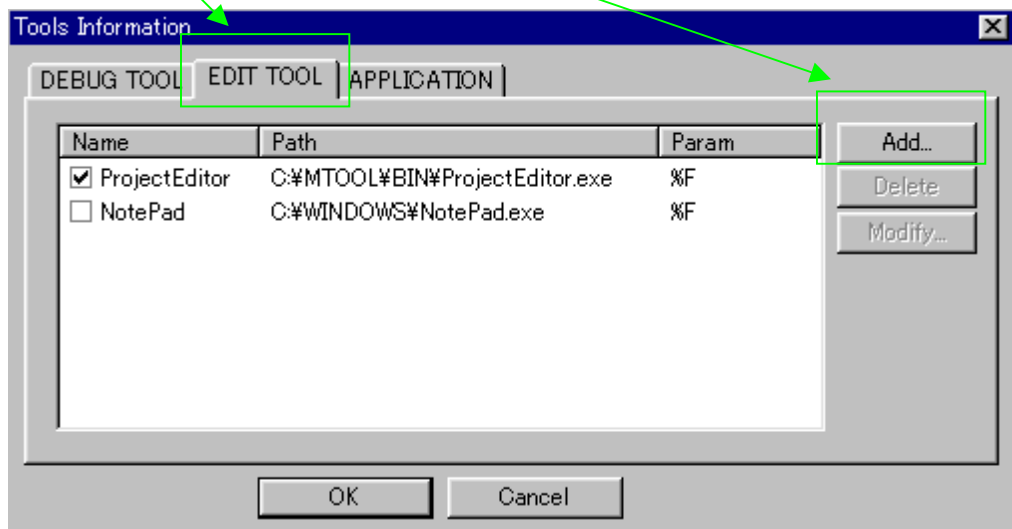 Tools Information
DEBUG TOOL EDIT TOOL APPLICATION
Name Path Param Add...
ProjectEditor C:¥MTOOL¥BIN¥ProjectEditor.exe %F Delete
NotePad C:¥WINDOWS¥NotePad.exe %F Modify...
OK Cancel